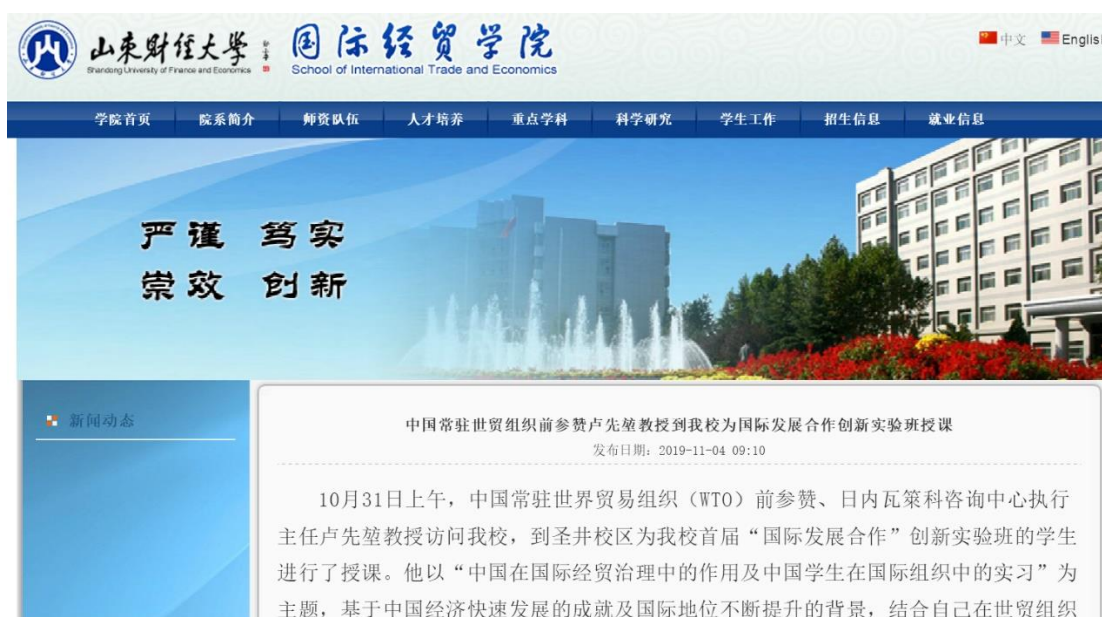 山东财经大学
Shandong University of Finance and Economics
国际经贸学院
School of International Trade and Economics
中文 Englis
学院首页 院系简介 师资队伍 人才培养 重点学科 科学研究 学生工作 招生信息 就业信息
严谨 笃实
崇效 创新
新闻动态
中国常驻世贸组织前参赞卢先堃教授到我校为国际发展合作创新实验班授课
发布日期：2019-11-04 09:10
10月31日上午，中国常驻世界贸易组织（WTO）前参赞、日内瓦策科咨询中心执行
主任卢先堃教授访问我校，到圣井校区为我校首届“国际发展合作”创新实验班的学生
进行了授课。他以“中国在国际经贸治理中的作用及中国学生在国际组织中的实习”为
主题，基于中国经济快速发展的成就及国际地位不断提升的背景，结合自己在世贸组织